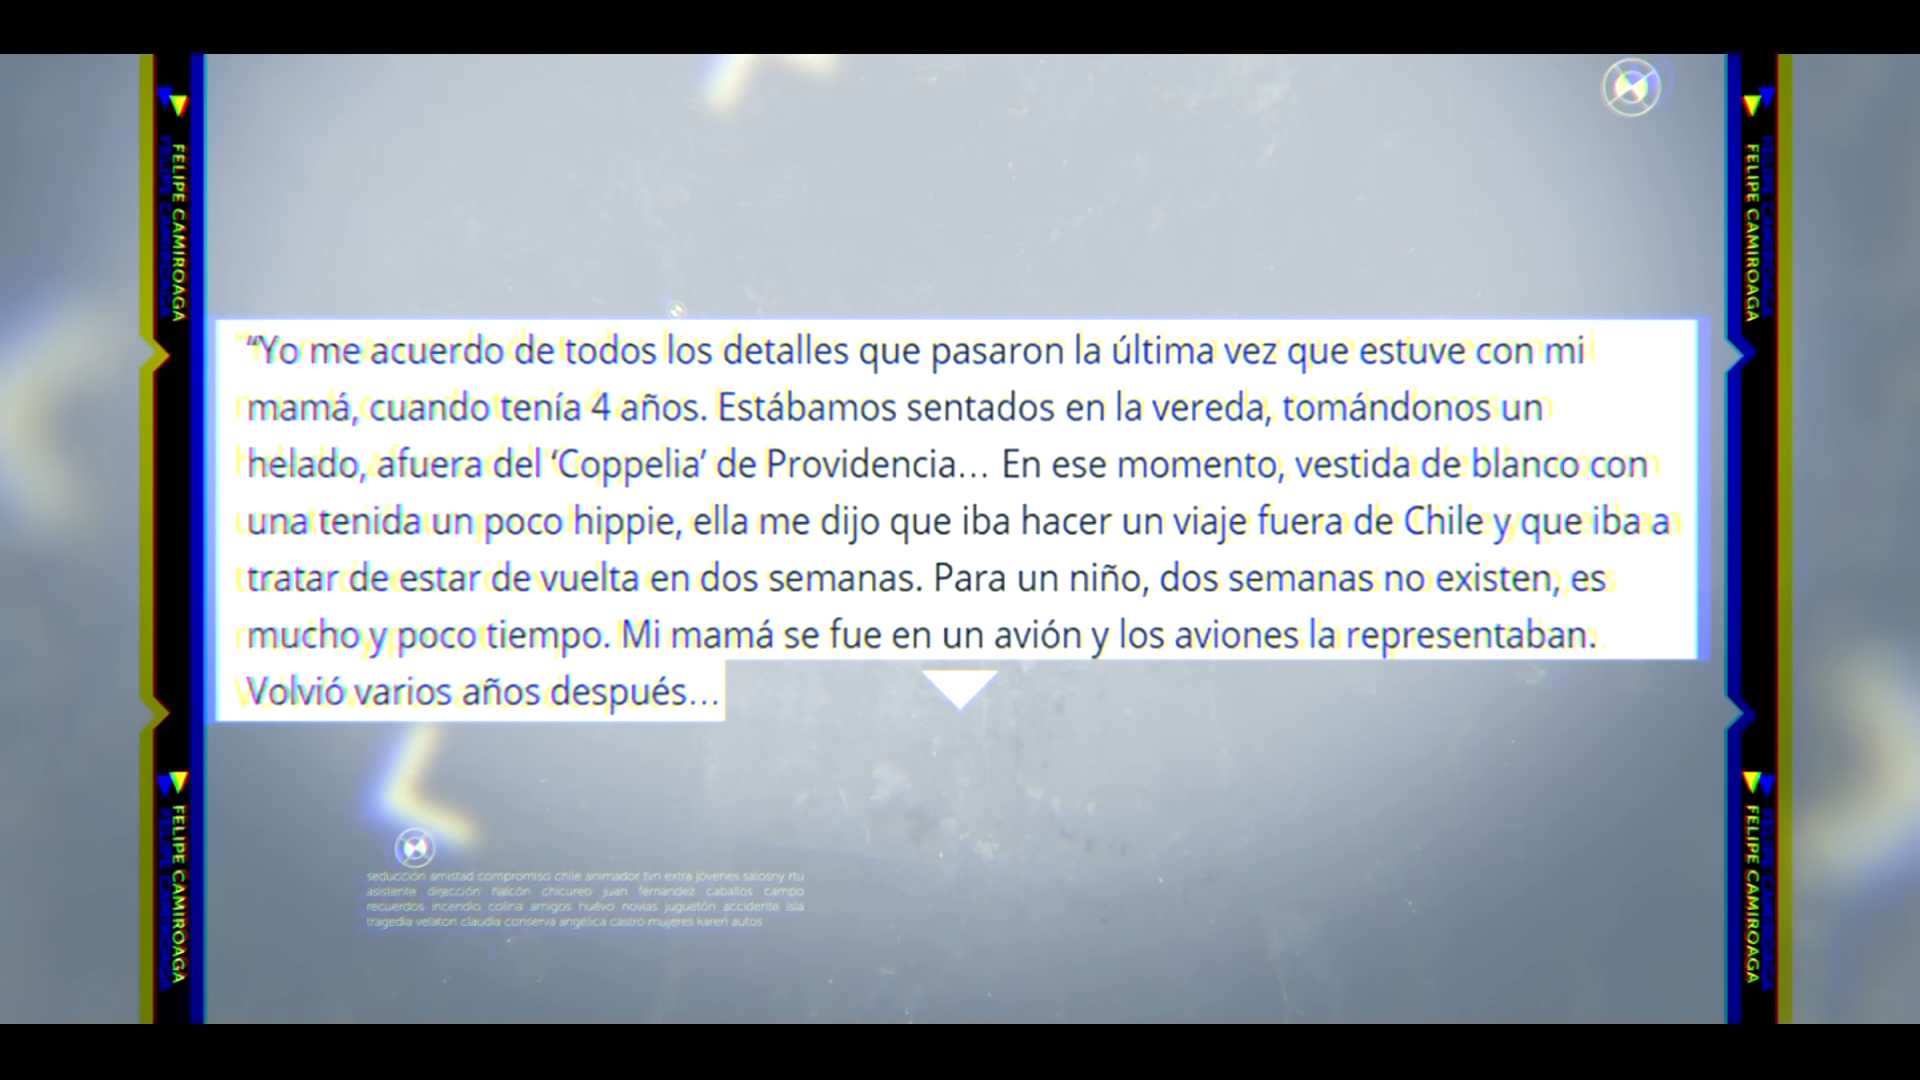 FELIPE CAMIROAGA
FELIPE CAMIROAGA
“Yo me acuerdo de todos los detalles que pasaron la última vez que estuve con mi
mamá, cuando tenía 4 años. Estábamos sentados en la vereda, tomándonos un
helado, afuera del ‘Coppelia’ de Providencia… En ese momento, vestida de blanco con
una tenida un poco hippie, ella me dijo que iba hacer un viaje fuera de Chile y que iba a
tratar de estar de vuelta en dos semanas. Para un niño, dos semanas no existen, es
mucho y poco tiempo. Mi mamá se fue en un avión y los aviones la representaban.
Volvió varios años después…
FELIPE CAMIROAGA
FELIPE CAMIROAGA
seducción amistad compromiso chile animador tvn extra jóvenes salosny rtu
asistente dirección halcón chicureo juan fernandez caballos campo
recuerdos incendio colina amigos huevo novias juguetón accidente isla
tragedia velaton claudia conserva angélica castro mujeres karen autos